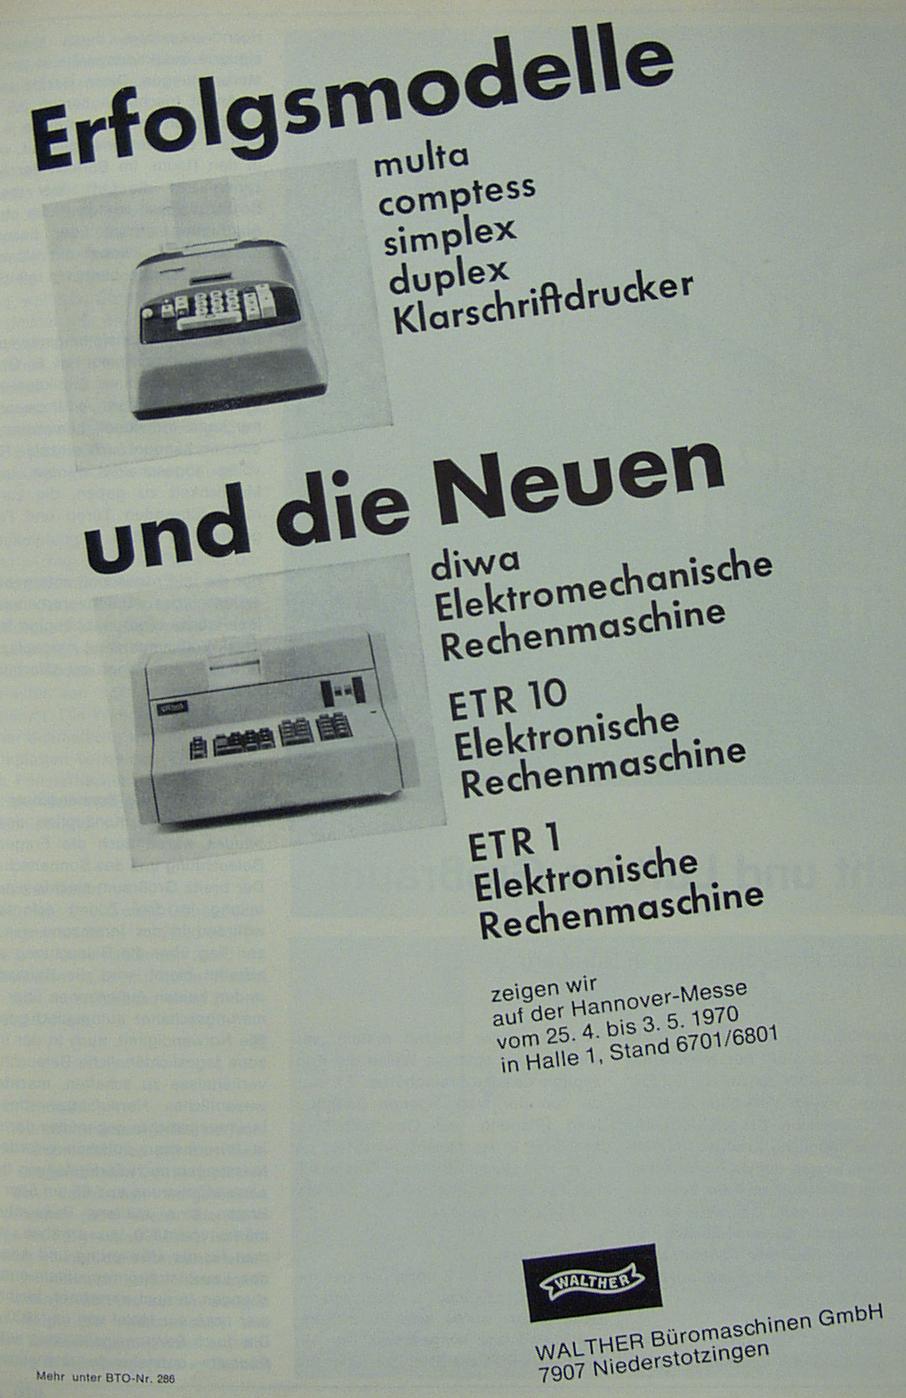 Erfolgsmodelle
multa
comptess
simplex
duplex
Klarschriftdrucker
und die Neuen
diwa
Elektromechanische
Rechenmaschine
ETR 10
Elektronische
Rechenmaschine
ETR 1
Elektronische
Rechenmaschine
zeigen wir
auf der Hannover-Messe
vom 25. 4. bis 3. 5. 1970
in Halle 1, Stand 6701/6801
WALTHER
WALTHER Büromaschinen GmbH
7907 Niederstotzingen
Mehr unter BTO-Nr. 286